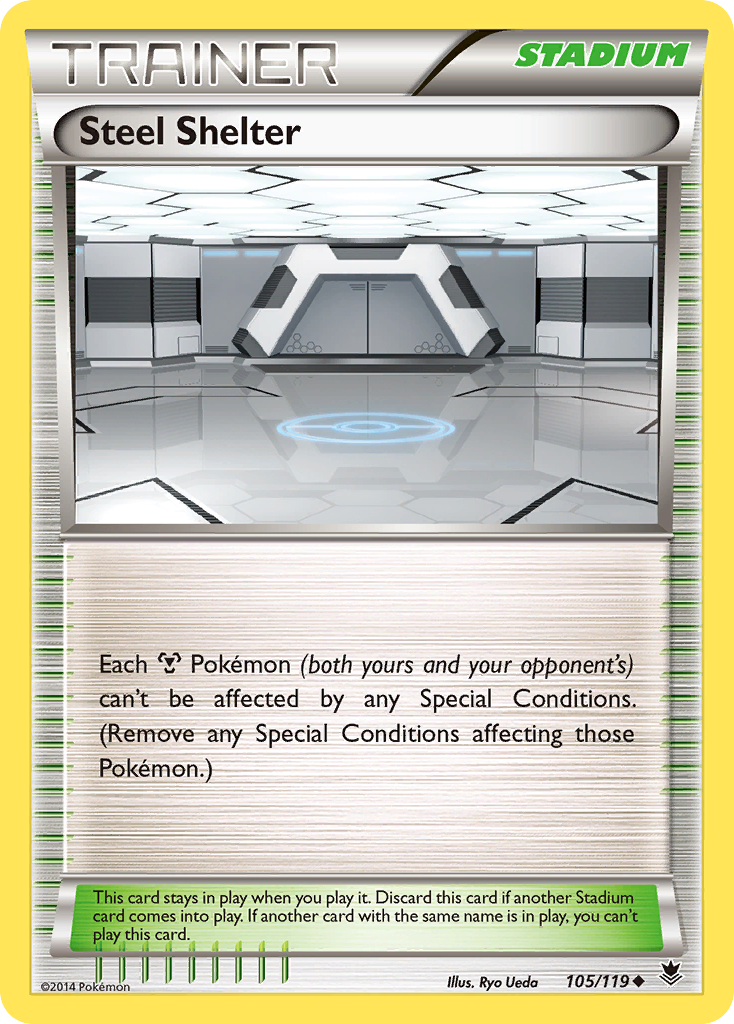 TRAINER
STADIUM
Steel Shelter
Each Pokémon (both yours and your opponent's)
can't be affected by any Special Conditions.
(Remove any Special Conditions affecting those
Pokémon.)
This card stays in play when you play it. Discard this card if another Stadium
card comes into play. If another card with the same name is in play, you can't
play this card.
©2014 Pokémon
Illus. Ryo Ueda
105/119